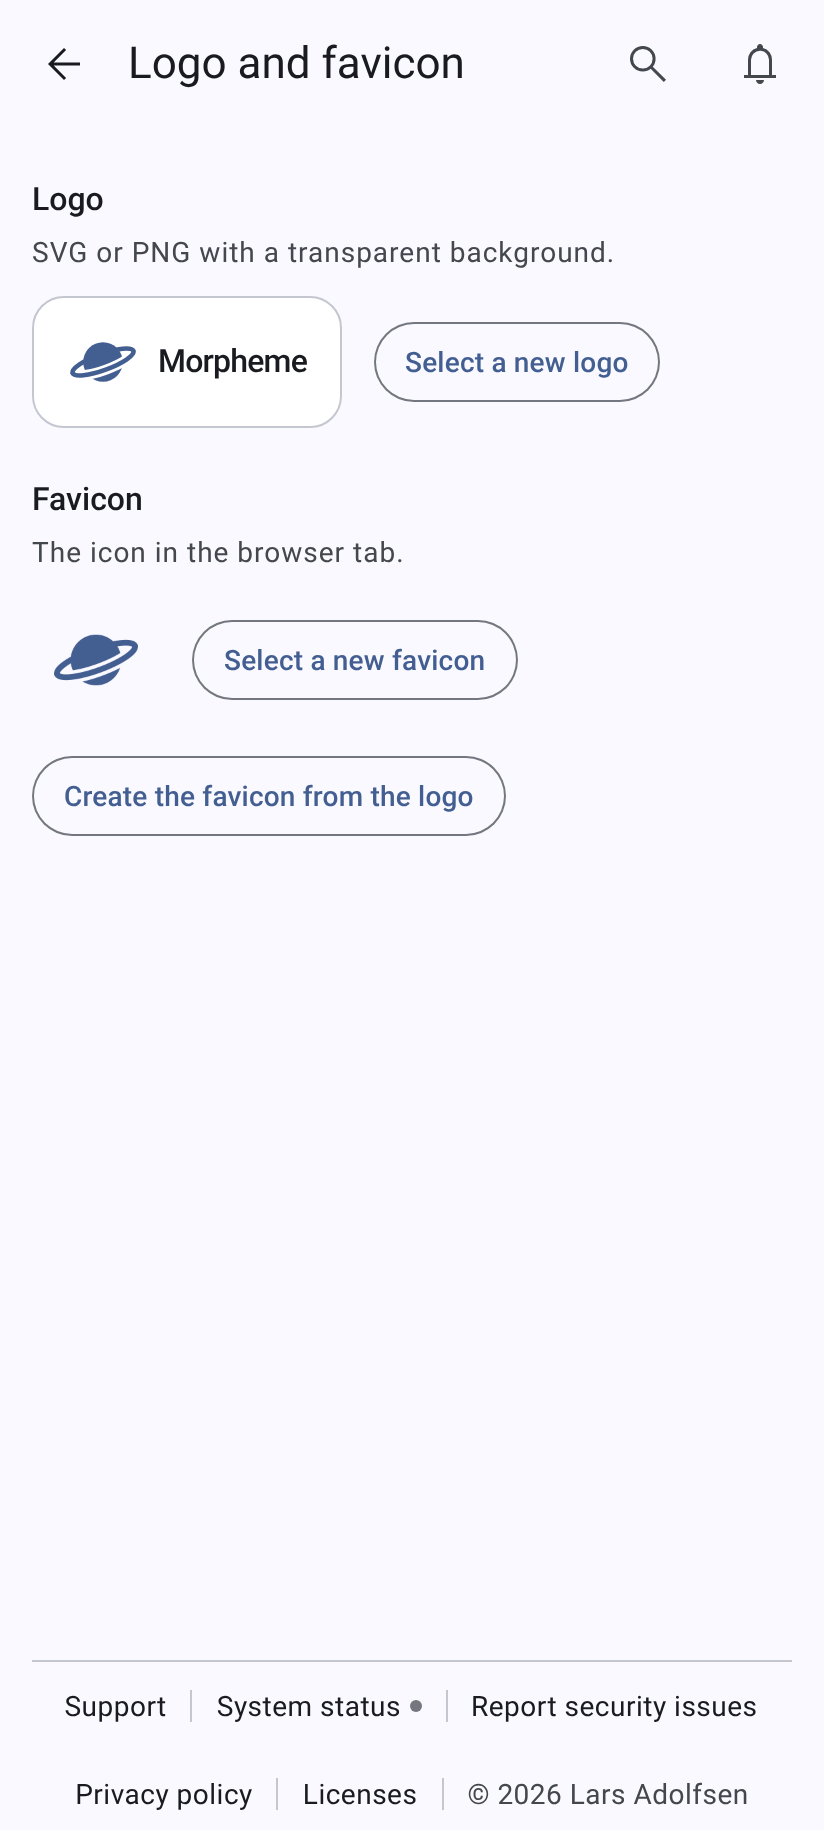 Logo and favicon
Logo
SVG or PNG with a transparent background.
Morpheme
Select a new logo
Favicon
The icon in the browser tab.
Select a new favicon
Create the favicon from the logo
Support
System status
Report security issues
Privacy policy
Licenses
© 2026 Lars Adolfsen